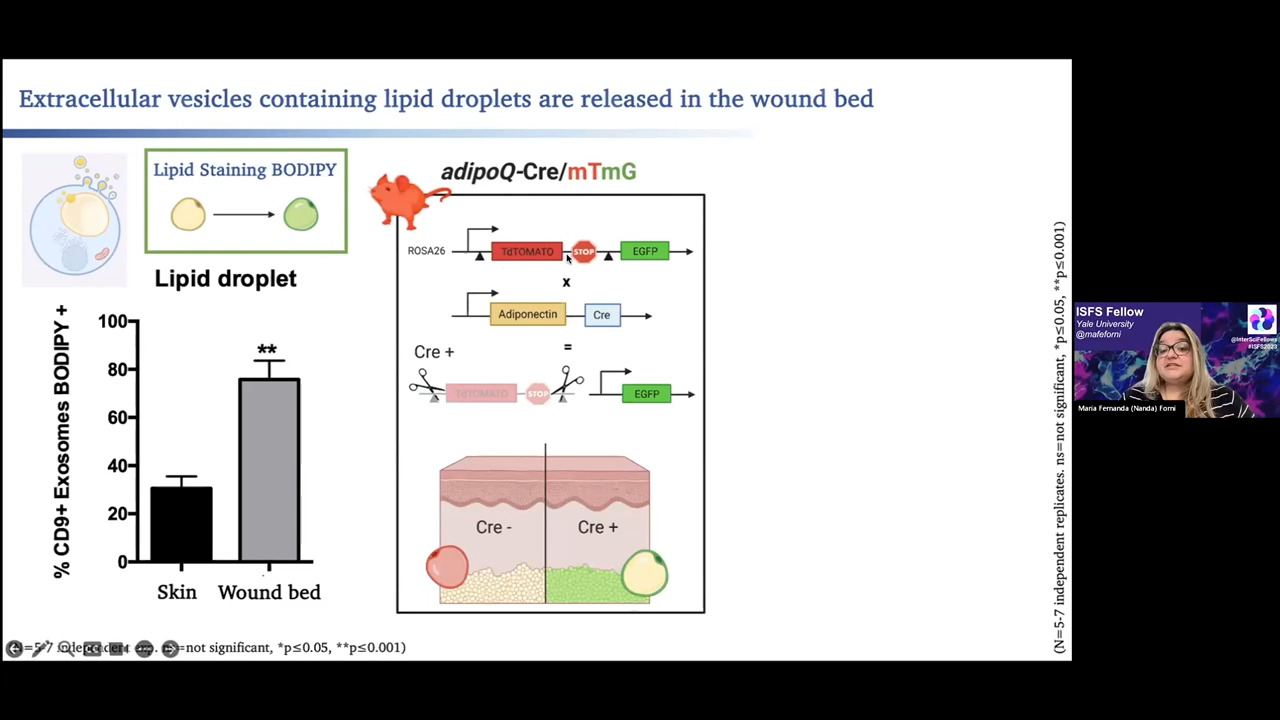 Extracellular vesicles containing lipid droplets are released in the wound bed
Lipid Staining BODIPY
Lipid droplet
% CD9+ Exosomes BODIPY +
100
80
60
40
20
0
**
Skin
Wound bed
adipoQ-Cre/mTmG
ROSA26
TdTOMATO
STOP
EGFP
x
Adiponectin
Cre
=
Cre +
TdTOMATO
STOP
EGFP
Cre -
Cre +
(N=5-7 independent replicates. ns=not significant, *p≤0.05, **p≤0.001)
=not significant, *p≤0.05, **p≤0.001)
ISFS Fellow
Yale University
@mafeforni
@InterSciFellows
#ISFS2023
Maria Fernanda (Nanda) Forni